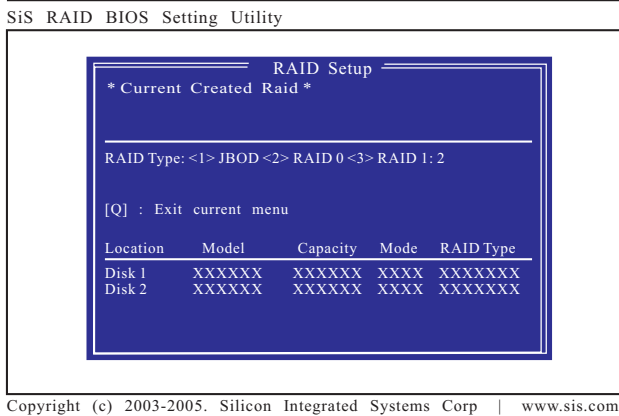 SiS RAID BIOS Setting Utility
RAID Setup
* Current Created Raid *
RAID Type: <1> JBOD <2> RAID 0 <3> RAID 1: 2
[Q] : Exit current menu
Location Model Capacity Mode RAID Type
Disk 1 XXXXXX XXXXXX XXXX XXXXXXX
Disk 2 XXXXXX XXXXXX XXXX XXXXXXX
Copyright (c) 2003-2005. Silicon Integrated Systems Corp | www.sis.com